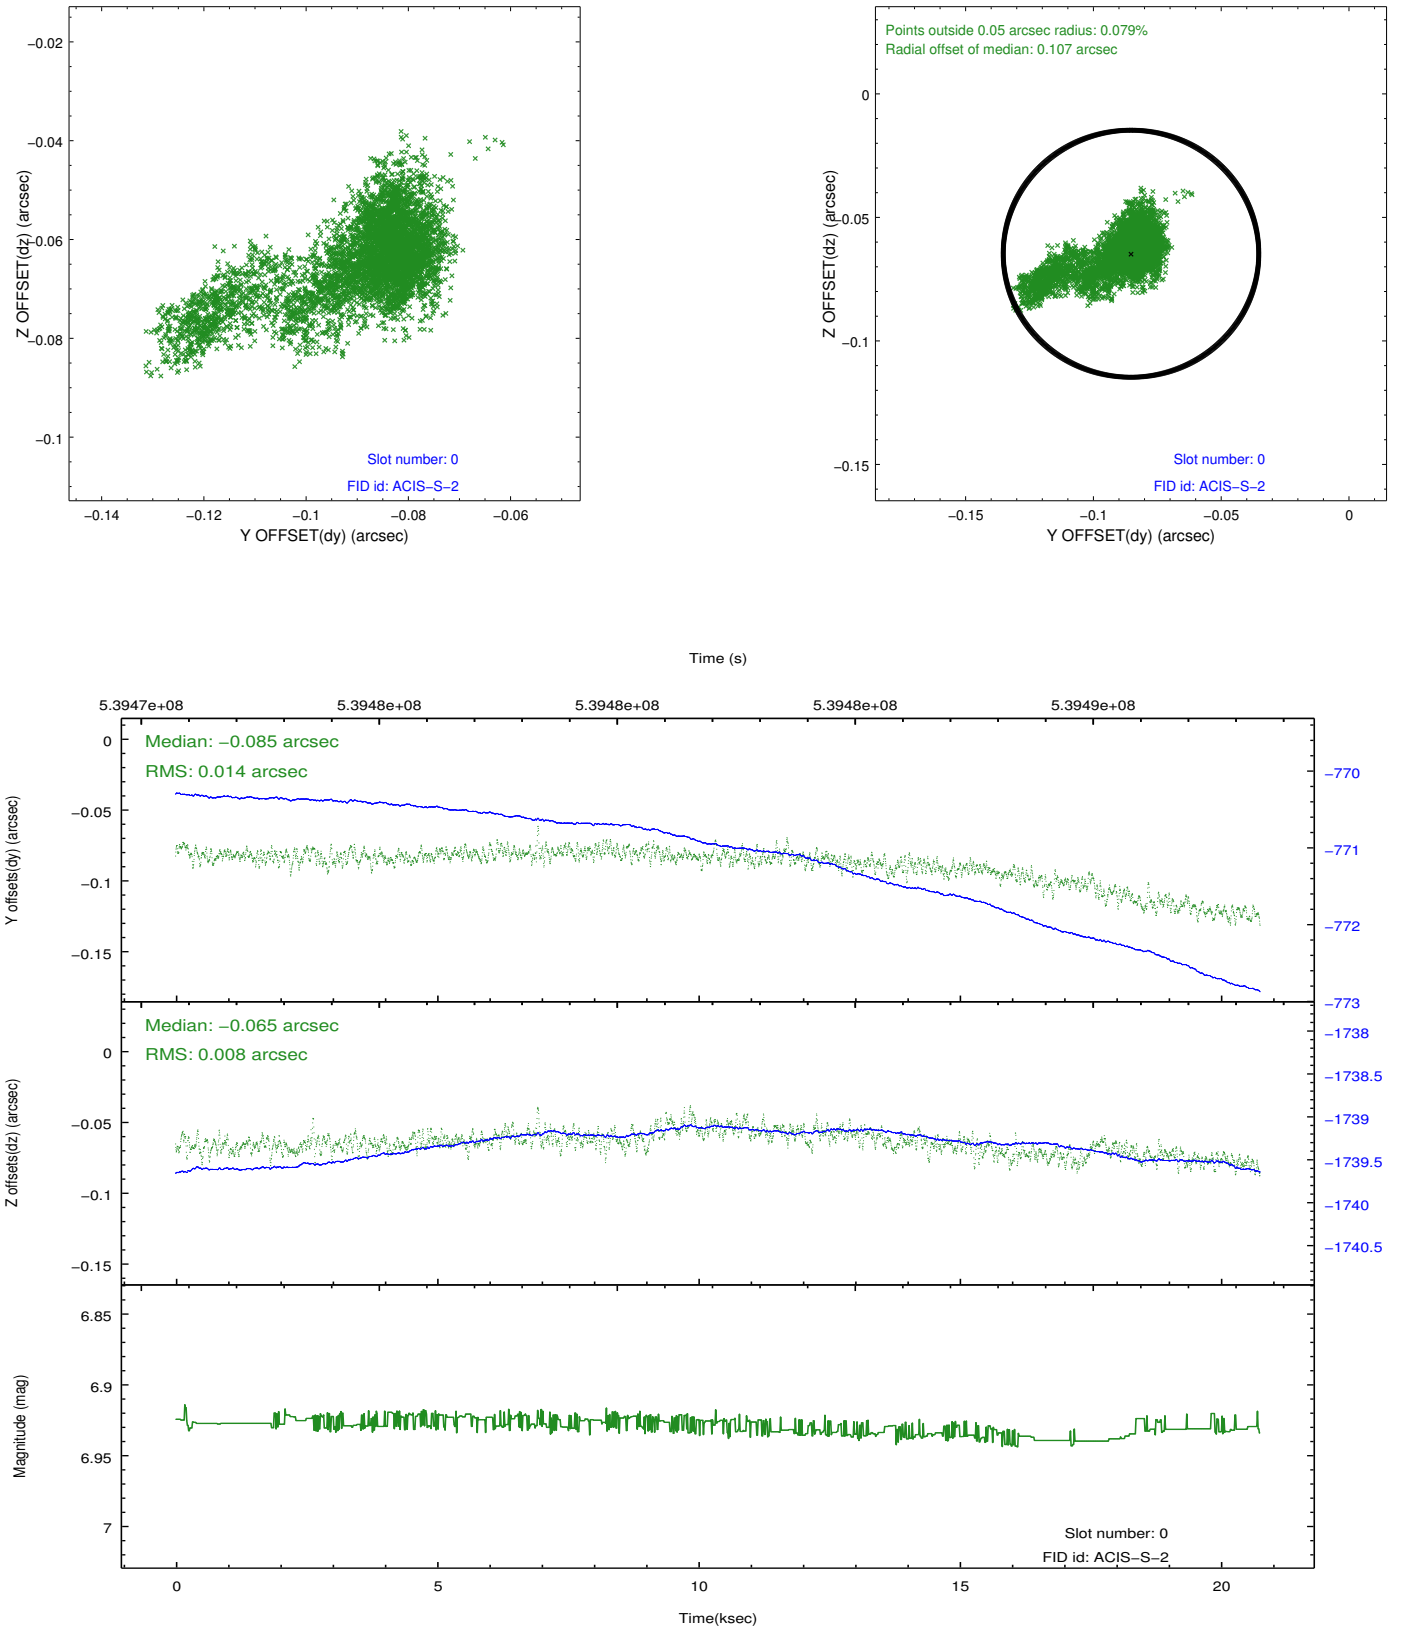 −0.02
−0.04
−0.06
−0.08
−0.1
Z OFFSET(dz) (arcsec)
Slot number: 0
FID id: ACIS−S−2
−0.14 −0.12 −0.1 −0.08 −0.06
Y OFFSET(dy) (arcsec)
Points outside 0.05 arcsec radius: 0.079%
Radial offset of median: 0.107 arcsec
0
−0.05
−0.1
−0.15
Z OFFSET(dz) (arcsec)
Slot number: 0
FID id: ACIS−S−2
−0.15 −0.1 −0.05 0
Y OFFSET(dy) (arcsec)
Time (s)
5.3947e+08 5.3948e+08 5.3948e+08 5.3948e+08 5.3949e+08
Median: −0.085 arcsec
RMS: 0.014 arcsec
0
−0.05
−0.1
−0.15
Y offsets(dy) (arcsec)
−770
−771
−772
−773
Median: −0.065 arcsec
RMS: 0.008 arcsec
0
−0.05
−0.1
−0.15
Z offsets(dz) (arcsec)
−1738
−1738.5
−1739
−1739.5
−1740
−1740.5
6.85
6.9
6.95
7
Magnitude (mag)
Slot number: 0
FID id: ACIS−S−2
0 5 10 15 20
Time(ksec)